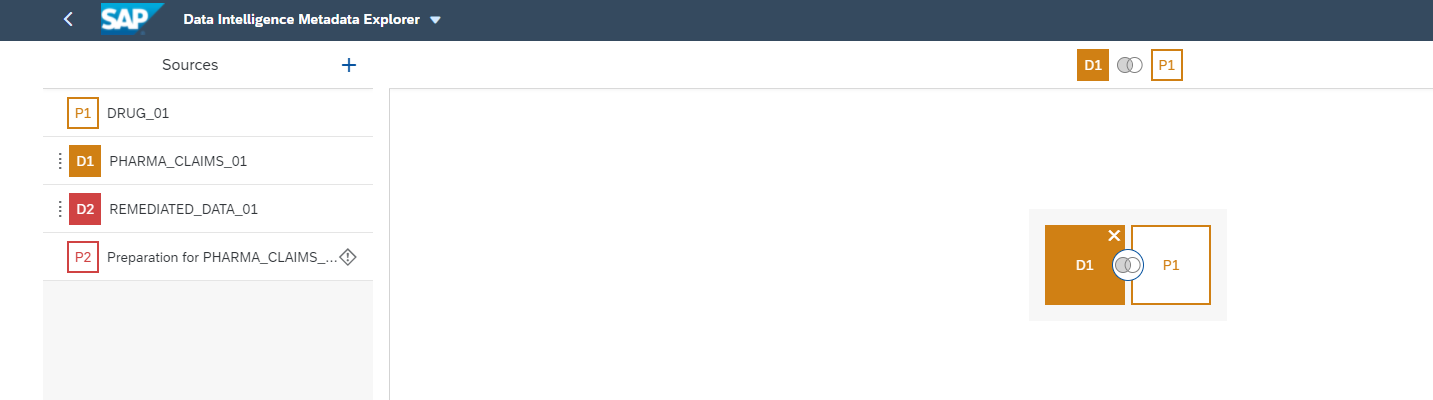 SAP Data Intelligence Metadata Explorer
Sources +
D1 P1
P1 DRUG_01
D1 PHARMA_CLAIMS_01
D2 REMEDIATED_DATA_01
P2 Preparation for PHARMA_CLAIMS_...
D1 P1